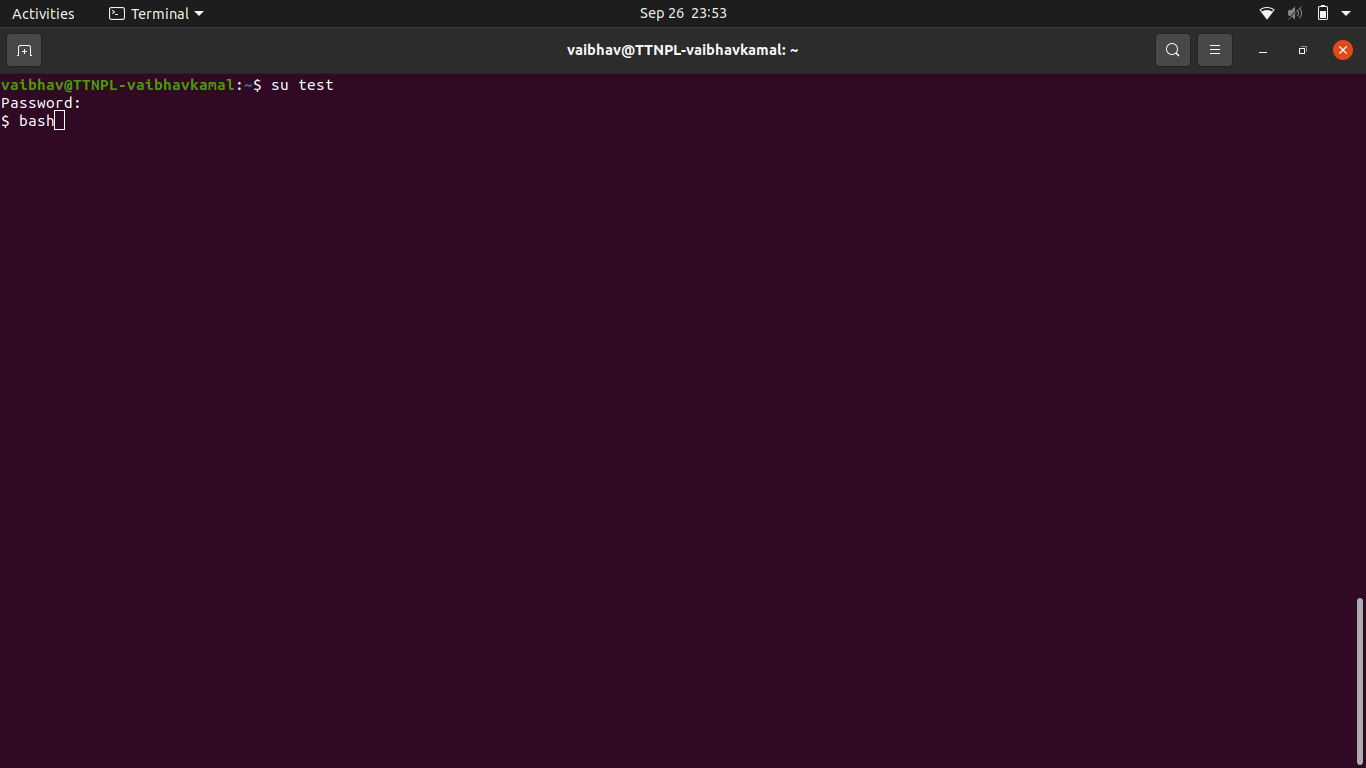 Activities Terminal Sep 26 23:53
vaibhav@TTNPL-vaibhavkamal: ~
vaibhav@TTNPL-vaibhavkamal:~$ su test
Password:
$ bash